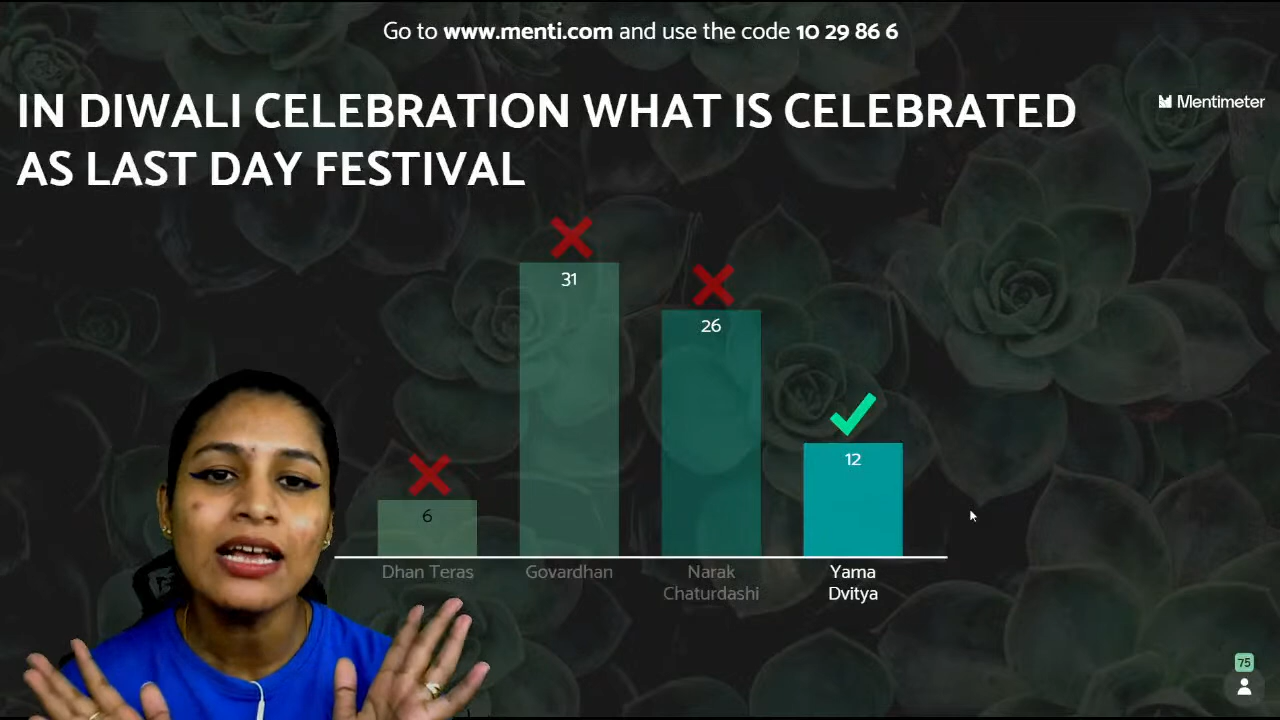 Go to www.menti.com and use the code 10 29 86 6
IN DIWALI CELEBRATION WHAT IS CELEBRATED
AS LAST DAY FESTIVAL
Mentimeter
31
26
12
6
Dhan Teras
Govardhan
Narak
Chaturdashi
Yama
Dvitya
75